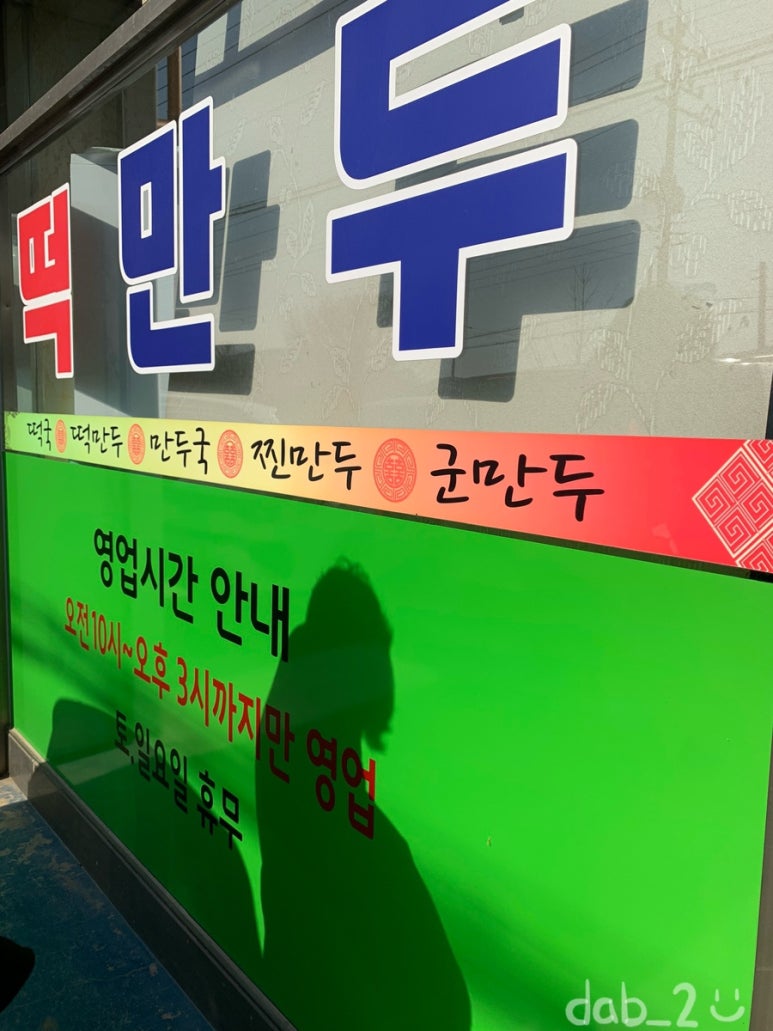 떡만두
떡국 떡만두 만두국 찐만두 군만두
영업시간 안내
오전10시~오후 3시까지만 영업
토,일요일 휴무
dab_2